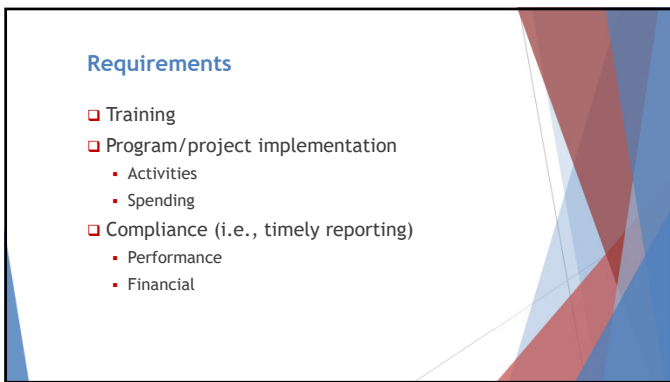 Requirements
Training
Program/project implementation
Activities
Spending
Compliance (i.e., timely reporting)
Performance
Financial